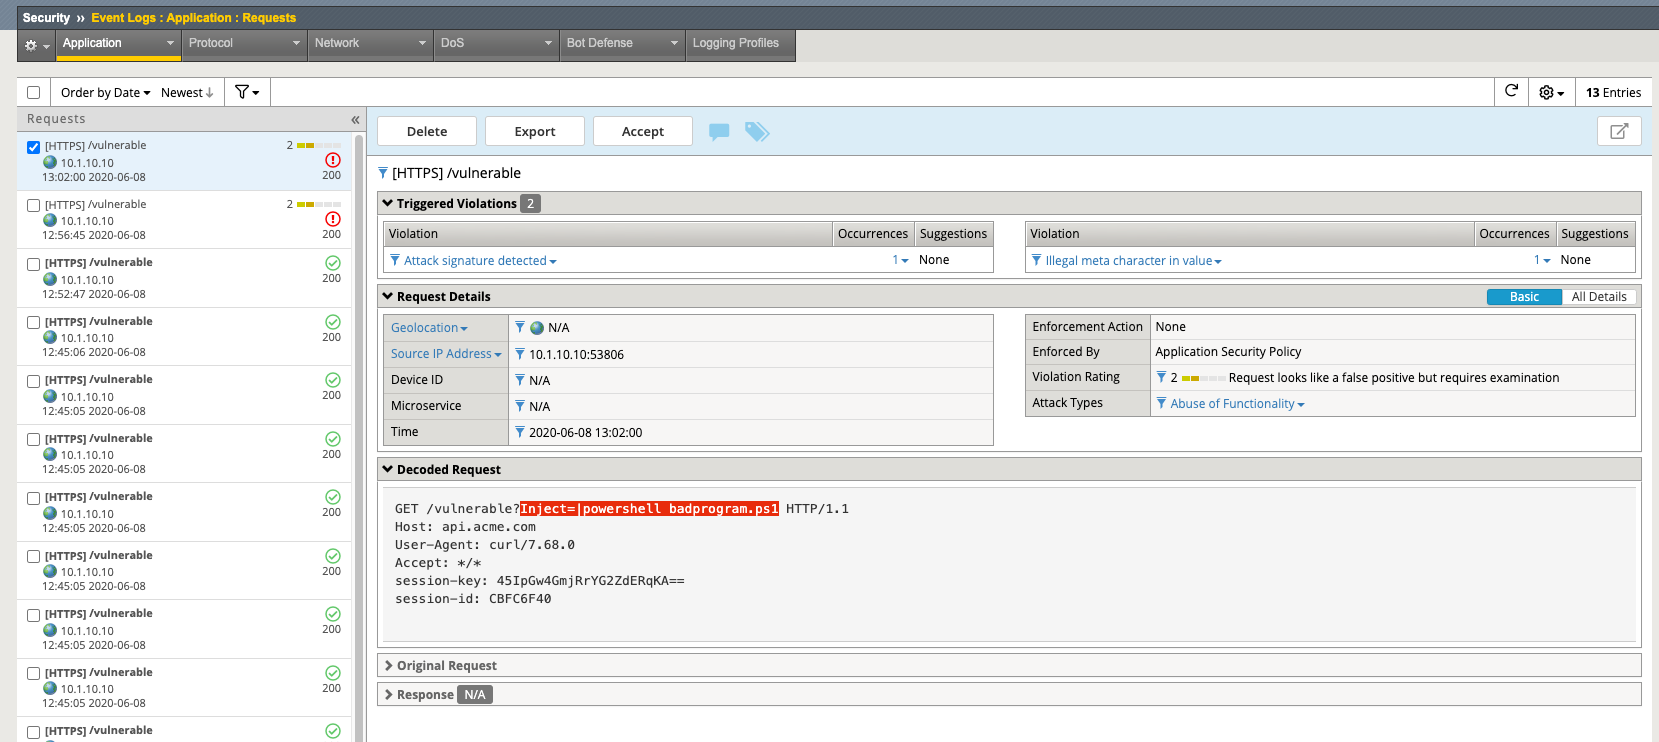 Security » Event Logs : Application : Requests
Application Protocol Network DoS Bot Defense Logging Profiles
Order by Date Newest 13 Entries
Requests «
[HTTPS] /vulnerable 2
10.1.10.10
13:02:00 2020-06-08 200
[HTTPS] /vulnerable 2
10.1.10.10
12:56:45 2020-06-08 200
[HTTPS] /vulnerable
10.1.10.10 200
12:52:47 2020-06-08
[HTTPS] /vulnerable
10.1.10.10 200
12:45:06 2020-06-08
[HTTPS] /vulnerable
10.1.10.10 200
12:45:05 2020-06-08
[HTTPS] /vulnerable
10.1.10.10 200
12:45:05 2020-06-08
[HTTPS] /vulnerable
10.1.10.10 200
12:45:05 2020-06-08
[HTTPS] /vulnerable
10.1.10.10 200
12:45:05 2020-06-08
[HTTPS] /vulnerable
10.1.10.10 200
12:45:05 2020-06-08
[HTTPS] /vulnerable
10.1.10.10 200
12:45:05 2020-06-08
[HTTPS] /vulnerable
Delete Export Accept
[HTTPS] /vulnerable
Triggered Violations 2
Violation Occurrences Suggestions
Attack signature detected 1 None
Violation Occurrences Suggestions
Illegal meta character in value 1 None
Request Details Basic All Details
Geolocation N/A
Source IP Address 10.1.10.10:53806
Device ID N/A
Microservice N/A
Time 2020-06-08 13:02:00
Enforcement Action None
Enforced By Application Security Policy
Violation Rating 2 Request looks like a false positive but requires examination
Attack Types Abuse of Functionality
Decoded Request
GET /vulnerable?Inject=|powershell badprogram.ps1 HTTP/1.1
Host: api.acme.com
User-Agent: curl/7.68.0
Accept: */*
session-key: 45IpGw4GmjRrYG2ZdERqKA==
session-id: CBFC6F40
Original Request
Response N/A